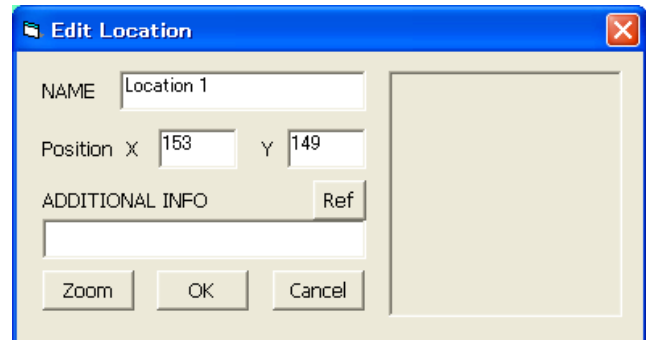 Edit Location
NAME Location 1
Position X 153 Y 149
ADDITIONAL INFO Ref
Zoom OK Cancel